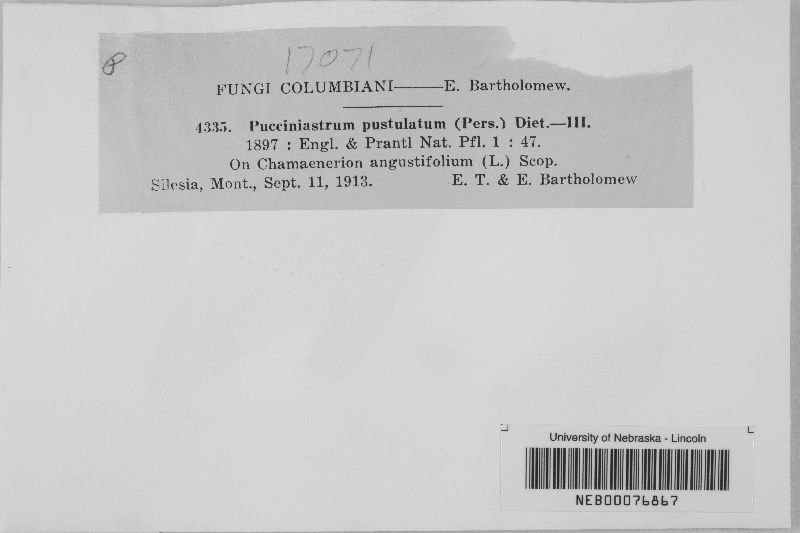 17071
FUNGI COLUMBIANI——E. Bartholomew.
4335. Pucciniastrum pustulatum (Pers.) Diet.—III.
1897 : Engl. & Prantl Nat. Pfl. 1 : 47.
On Chamaenerion angustifolium (L.) Scop.
Silesia, Mont., Sept. 11, 1913. E. T. & E. Bartholomew
University of Nebraska - Lincoln
NEB00076867